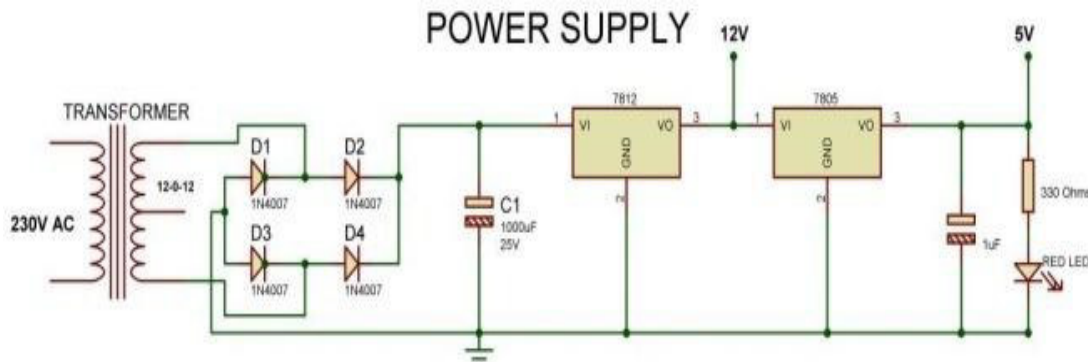 POWER SUPPLY
12V
5V
TRANSFORMER
7812
7805
1
VI
VO
3
1
VI
VO
3
GND
GND
2
2
D1
D2
1N4007
1N4007
12-0-12
230V AC
D3
D4
1N4007
1N4007
C1
1000uF
25V
330 Ohms
1uF
RED LED